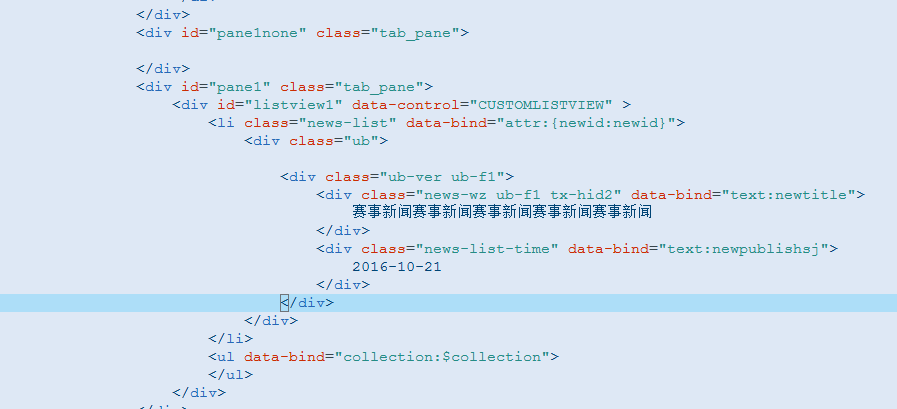 </div>
<div id="pane1none" class="tab_pane">
</div>
<div id="pane1" class="tab_pane">
<div id="listview1" data-control="CUSTOMLISTVIEW" >
<li class="news-list" data-bind="attr:{newid:newid}">
<div class="ub">
<div class="ub-ver ub-f1">
<div class="news-wz ub-f1 tx-hid2" data-bind="text:newtitle">
赛事新闻赛事新闻赛事新闻赛事新闻赛事新闻
</div>
<div class="news-list-time" data-bind="text:newpublishsj">
2016-10-21
</div>
</div>
</div>
</li>
<ul data-bind="collection:$collection">
</ul>
</div>